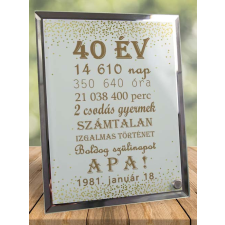 40 ÉV
14 610 nap
350 640 óra
21 038 400 perc
2 csodás gyermek
SZÁMTALAN
IZGALMAS TÖRTÉNET
Boldog szülinapot
APA!
1981. január 18.